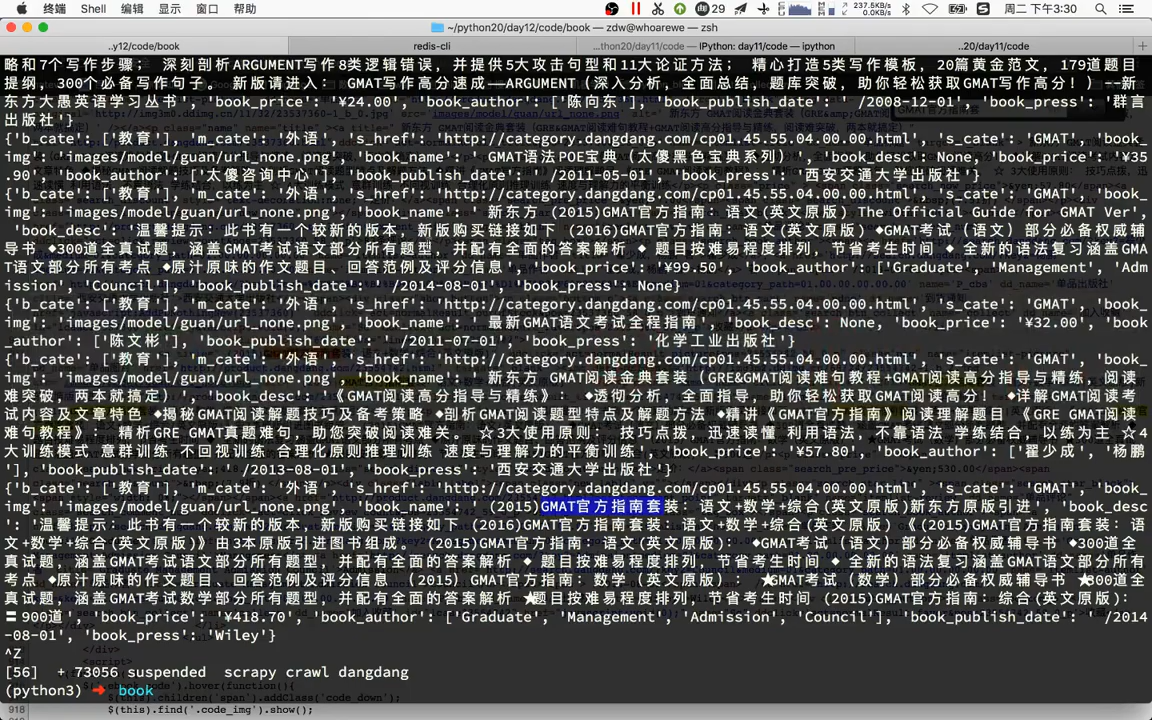 终端 Shell 编辑 显示 窗口 帮助 29 237.5KB/s 0.0KB/s 周二 下午3:30
~/python20/day12/code/book — zdw@whoarewe — zsh
..y12/code/book redis-cli ...thon20/day11/code — IPython: day11/code — ipython ..20/day11/code
略和7个写作步骤； 深刻剖析ARGUMENT写作8类逻辑错误，并提供5大攻击句型和11大论证方法； 精心打造5类写作模板，20篇黄金范文，179道题目
提纲，300个必备写作句子。 新版请进入： GMAT写作高分速成——ARGUMENT（深入分析，全面总结，题库突破，助你轻松获取GMAT写作高分！）--新
东方大愚英语学习丛书', 'book_price': '¥24.00', 'book_author': ['陈向东'], 'book_publish_date': ' /2008-12-01', 'book_press': '群言
出版社'}
{'b_cate': '教育', 'm_cate': '外语', 's_href': 'http://category.dangdang.com/cp01.45.55.04.00.00.html', 's_cate': 'GMAT', 'book_
img': 'images/model/guan/url_none.png', 'book_name': ' GMAT语法POE宝典（太傻黑色宝典系列）', 'book_desc': None, 'book_price': '¥35
.90', 'book_author': ['太傻咨询中心'], 'book_publish_date': ' /2011-05-01', 'book_press': '西安交通大学出版社'}
{'b_cate': '教育', 'm_cate': '外语', 's_href': 'http://category.dangdang.com/cp01.45.55.04.00.00.html', 's_cate': 'GMAT', 'book_
img': 'images/model/guan/url_none.png', 'book_name': ' 新东方 (2015)GMAT官方指南：语文(英文原版)The Official Guide for GMAT Ver'
, 'book_desc': '温馨提示：此书有一个较新的版本，新版购买链接如下 (2016)GMAT官方指南：语文(英文原版) ◆GMAT考试（语文）部分必备权威辅
导书 ◆300道全真试题，涵盖GMAT考试语文部分所有题型，并配有全面的答案解析 ◆ 题目按难易程度排列，节省考生时间 ◆ 全新的语法复习涵盖GMA
T语文部分所有考点 ◆原汁原味的作文题目、回答范例及评分信息', 'book_price': '¥99.50', 'book_author': ['Graduate', 'Management', 'Adm
ission', 'Council'], 'book_publish_date': ' /2014-08-01', 'book_press': None}
{'b_cate': '教育', 'm_cate': '外语', 's_href': 'http://category.dangdang.com/cp01.45.55.04.00.00.html', 's_cate': 'GMAT', 'book_
img': 'images/model/guan/url_none.png', 'book_name': ' 最新GMAT语文考试全程指南', 'book_desc': None, 'book_price': '¥32.00', 'book
_author': ['陈文彬'], 'book_publish_date': ' /2011-07-01', 'book_press': '化学工业出版社'}
{'b_cate': '教育', 'm_cate': '外语', 's_href': 'http://category.dangdang.com/cp01.45.55.04.00.00.html', 's_cate': 'GMAT', 'book_
img': 'images/model/guan/url_none.png', 'book_name': ' 新东方 GMAT阅读金典套装（GRE&GMAT阅读难句教程+GMAT阅读高分指导与精练，阅读
难突破，两本就搞定）', 'book_desc': '《GMAT阅读高分指导与精练》： ◆透彻分析，全面指导，助你轻松获取GMAT阅读高分！ ◆详解GMAT阅读考
试内容及文章特色 ◆揭秘GMAT阅读解题技巧及备考策略 ◆剖析GMAT阅读题型特点及解题方法 ◆精讲《GMAT官方指南》阅读理解题目 《GRE GMAT阅读
难句教程》： 精析GRE GMAT真题难句，助您突破阅读难关。 ☆3大使用原则： 技巧点拨，迅速读懂 利用语法，不靠语法 学练结合，以练为主 ☆4
大训练模式 意群训练 不回视训练 合理化原则推理训练 速度与理解力的平衡训练 ', 'book_price': '¥57.80', 'book_author': ['翟少成', '杨鹏
'], 'book_publish_date': ' /2013-08-01', 'book_press': '西安交通大学出版社'}
{'b_cate': '教育', 'm_cate': '外语', 's_href': 'http://category.dangdang.com/cp01.45.55.04.00.00.html', 's_cate': 'GMAT', 'book_
img': 'images/model/guan/url_none.png', 'book_name': ' (2015)GMAT官方指南套装：语文+数学+综合(英文原版)新东方原版引进', 'book_desc
': '温馨提示：此书有一个较新的版本，新版购买链接如下 (2016)GMAT官方指南套装：语文+数学+综合(英文原版) 《(2015)GMAT官方指南套装：语
文+数学+综合(英文原版)》由3本原版引进图书组成。 (2015)GMAT官方指南：语文(英文原版)： ◆GMAT考试（语文）部分必备权威辅导书 ◆300道全
真试题，涵盖GMAT考试语文部分所有题型，并配有全面的答案解析 ◆ 题目按难易程度排列，节省考生时间 ◆ 全新的语法复习涵盖GMAT语文部分所有
考点 ◆原汁原味的作文题目、回答范例及评分信息 （2015）GMAT官方指南：数学（英文原版） ★GMAT考试（数学）部分必备权威辅导书 ★300道全
真试题，涵盖GMAT考试数学部分所有题型，并配有全面的答案解析 ★题目按难易程度排列，节省考生时间 (2015)GMAT官方指南：综合(英文原版)：
〓900道', 'book_price': '¥418.70', 'book_author': ['Graduate', 'Management', 'Admission', 'Council'], 'book_publish_date': ' /2014
-08-01', 'book_press': 'Wiley'}
^Z
[56] + 73056 suspended scrapy crawl dangdang
(python3) ➜ book
918 $(this).find('.code_img').show();